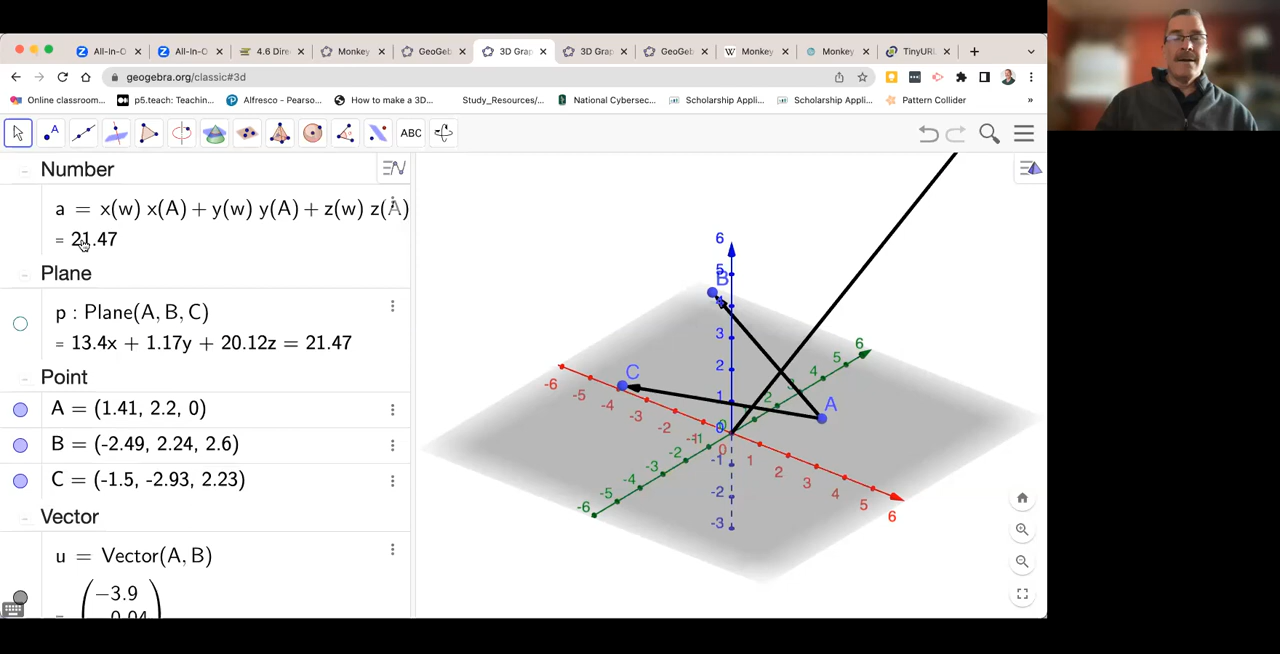 All-In-O
All-In-O
4.6 Dire
Monkey
GeoGeb
3D Grap
3D Grap
GeoGeb
Monkey
Monkey
TinyURL
geogebra.org/classic#3d
Online classroom...
p5.teach: Teachin...
Alfresco - Pearso...
How to make a 3D...
Study_Resources/...
National Cybersec...
Scholarship Appli...
Scholarship Appli...
Pattern Collider
»
ABC
Number
a = x(w) x(A) + y(w) y(A) + z(w) z(A)
= 21.47
Plane
p : Plane(A, B, C)
= 13.4x + 1.17y + 20.12z = 21.47
Point
A = (1.41, 2.2, 0)
B = (-2.49, 2.24, 2.6)
C = (-1.5, -2.93, 2.23)
Vector
u = Vector(A, B)
−3.9
6
5
B
4
3
2
1
0
-1
-2
-3
C
A
-6
-5
-4
-3
-2
-1
0
1
2
3
4
5
6
-6
-5
-4
-3
-2
-1
0
2
3
4
5
6